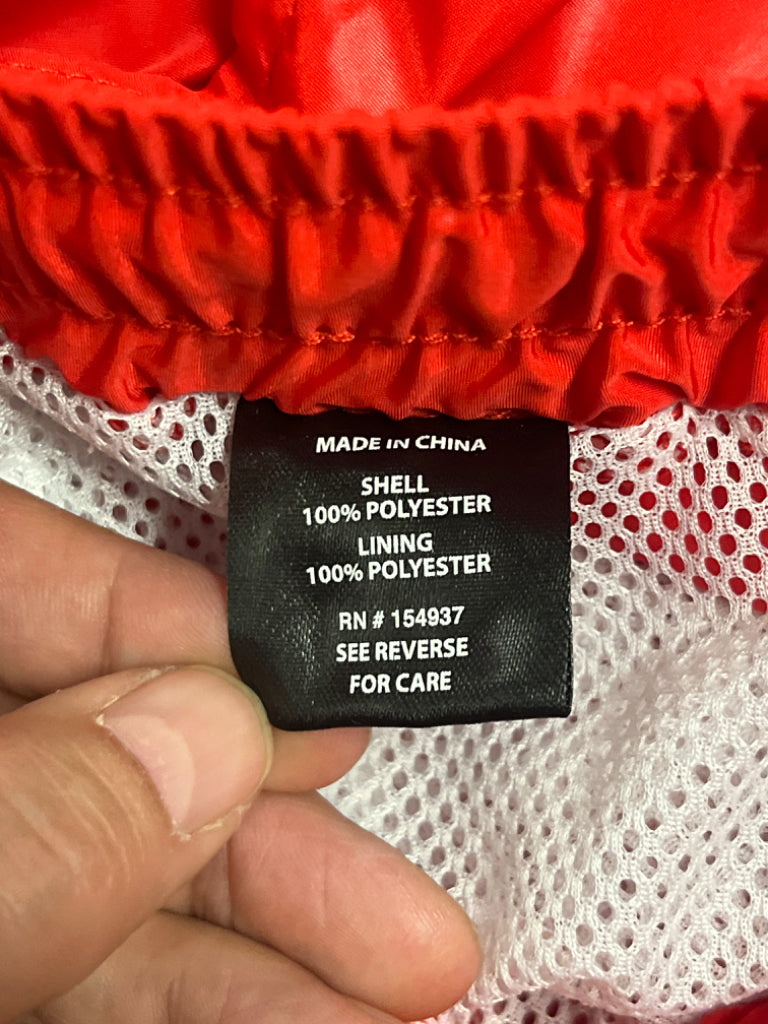 MADE IN CHINA
SHELL
100% POLYESTER
LINING
100% POLYESTER
RN # 154937
SEE REVERSE
FOR CARE